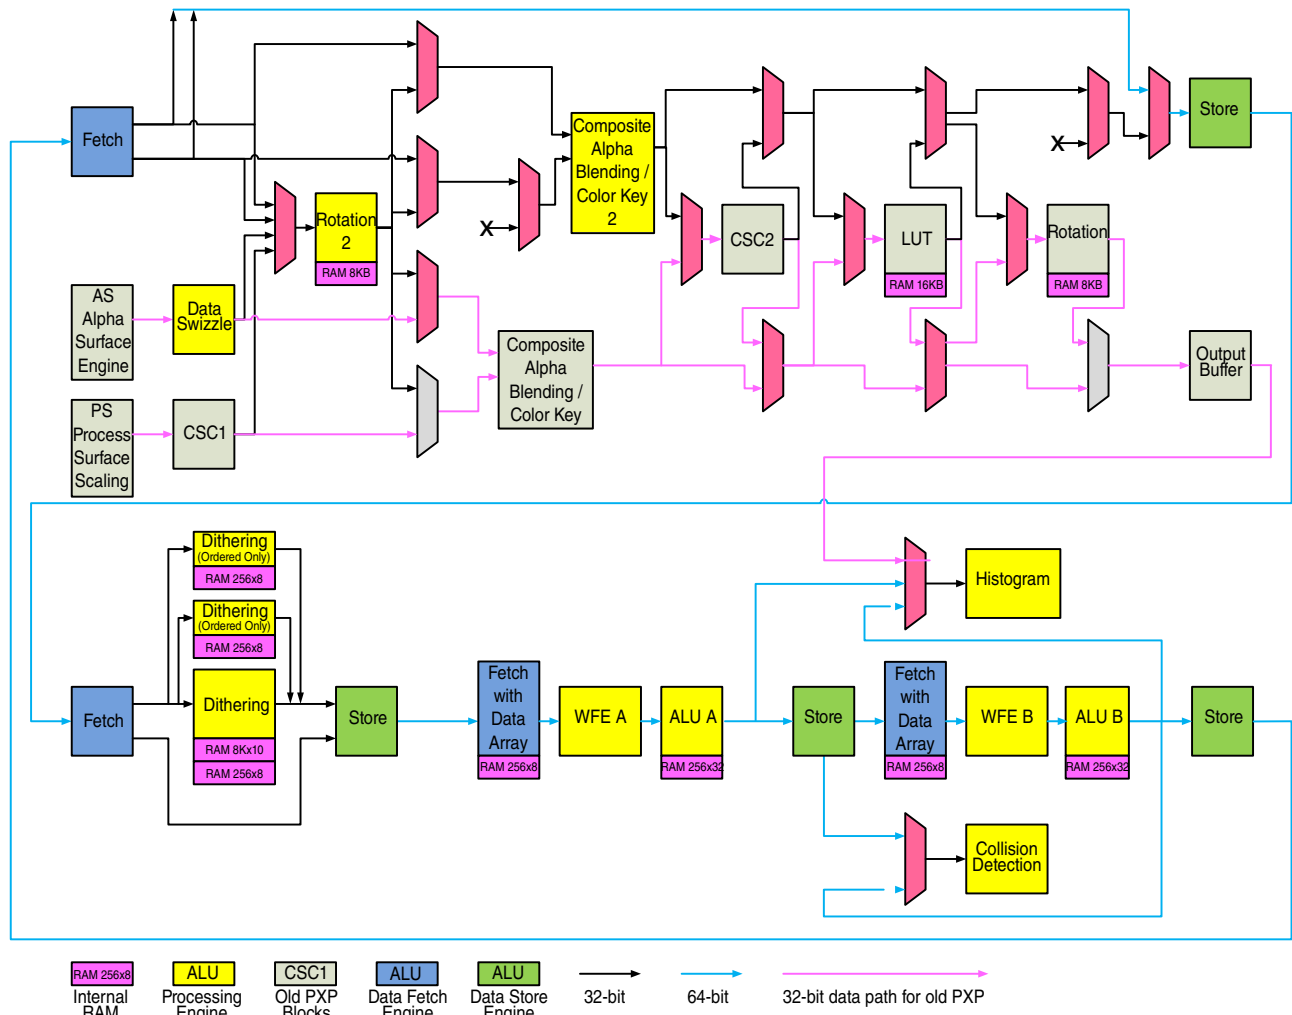 Fetch
Composite
Alpha
Blending /
Color Key
2
Store
X
Rotation
2
RAM 8KB
X
CSC2
LUT
RAM 16KB
Rotation
RAM 8KB
AS
Alpha
Surface
Engine
Data
Swizzle
Composite
Alpha
Blending /
Color Key
Output
Buffer
PS
Process
Surface
Scaling
CSC1
Dithering
(Ordered Only)
RAM 256x8
Dithering
(Ordered Only)
RAM 256x8
Histogram
Fetch
Dithering
RAM 8Kx10
RAM 256x8
Store
Fetch
with
Data
Array
RAM 256x8
WFE A
ALU A
RAM 256x32
Store
Fetch
with
Data
Array
RAM 256x8
WFE B
ALU B
RAM 256x32
Store
Collision
Detection
RAM 256x8
Internal
RAM
ALU
Processing
Engine
CSC1
Old PXP
Blocks
ALU
Data Fetch
Engine
ALU
Data Store
Engine
32-bit
64-bit
32-bit data path for old PXP